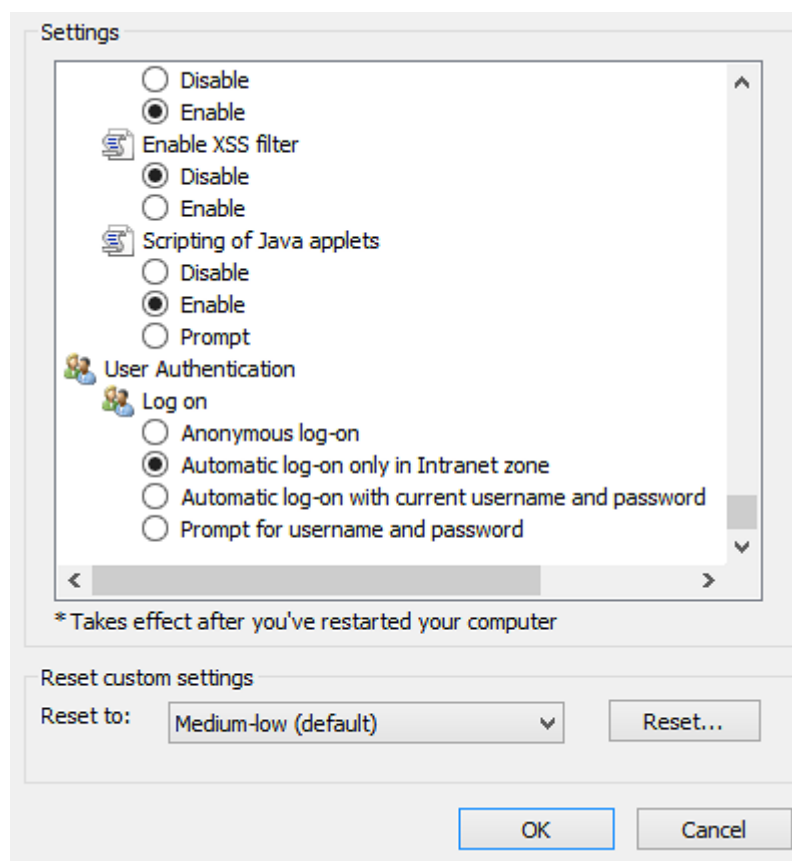 Settings
Disable
Enable
Enable XSS filter
Disable
Enable
Scripting of Java applets
Disable
Enable
Prompt
User Authentication
Log on
Anonymous log-on
Automatic log-on only in Intranet zone
Automatic log-on with current username and password
Prompt for username and password
*Takes effect after you've restarted your computer
Reset custom settings
Reset to: Medium-low (default) Reset...
OK Cancel